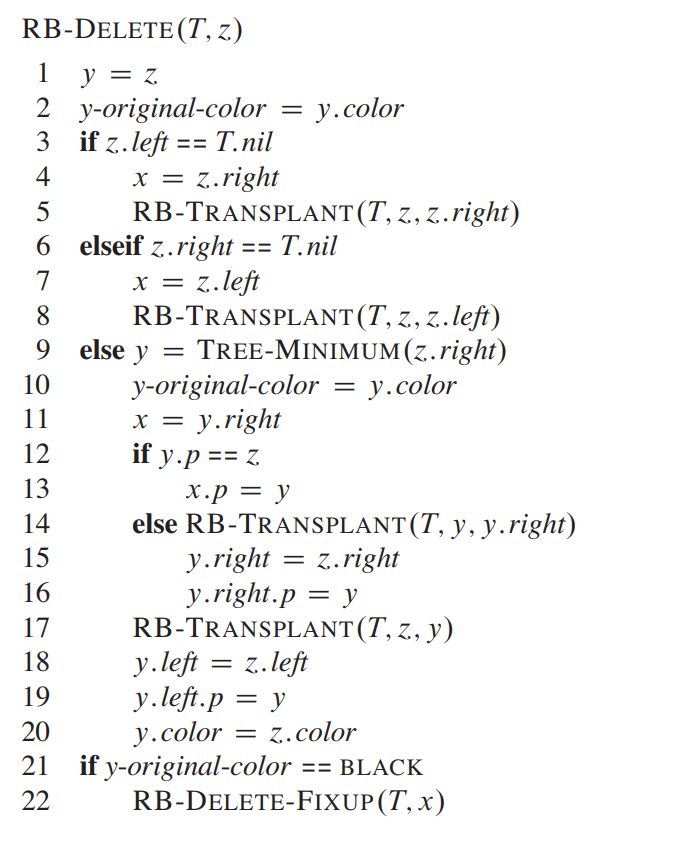 RB-DELETE(T, z)
1 y = z
2 y-original-color = y.color
3 if z.left == T.nil
4 x = z.right
5 RB-TRANSPLANT(T, z, z.right)
6 elseif z.right == T.nil
7 x = z.left
8 RB-TRANSPLANT(T, z, z.left)
9 else y = TREE-MINIMUM(z.right)
10 y-original-color = y.color
11 x = y.right
12 if y.p == z
13 x.p = y
14 else RB-TRANSPLANT(T, y, y.right)
15 y.right = z.right
16 y.right.p = y
17 RB-TRANSPLANT(T, z, y)
18 y.left = z.left
19 y.left.p = y
20 y.color = z.color
21 if y-original-color == BLACK
22 RB-DELETE-FIXUP(T, x)